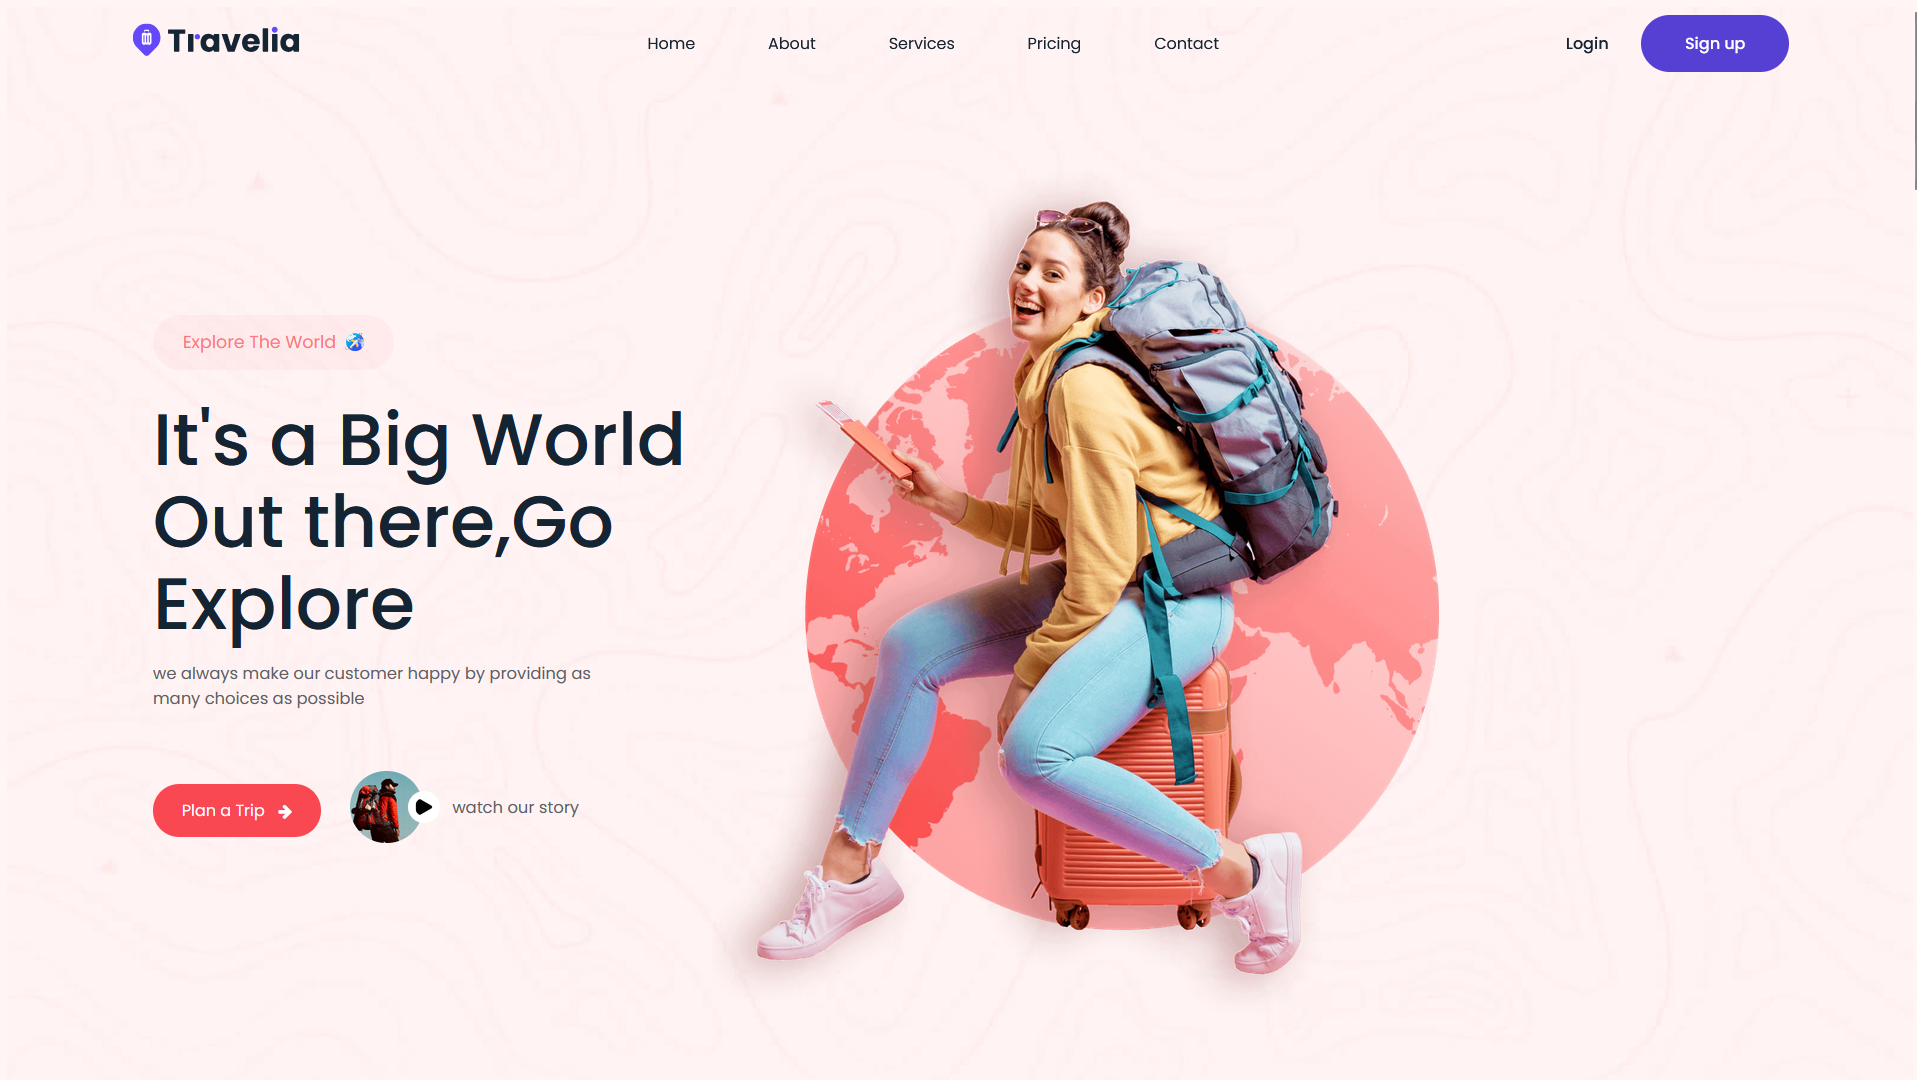 Travelia
Home
About
Services
Pricing
Contact
Login
Sign up
Explore The World
It's a Big World
Out there,Go
Explore
we always make our customer happy by providing as
many choices as possible
Plan a Trip
watch our story